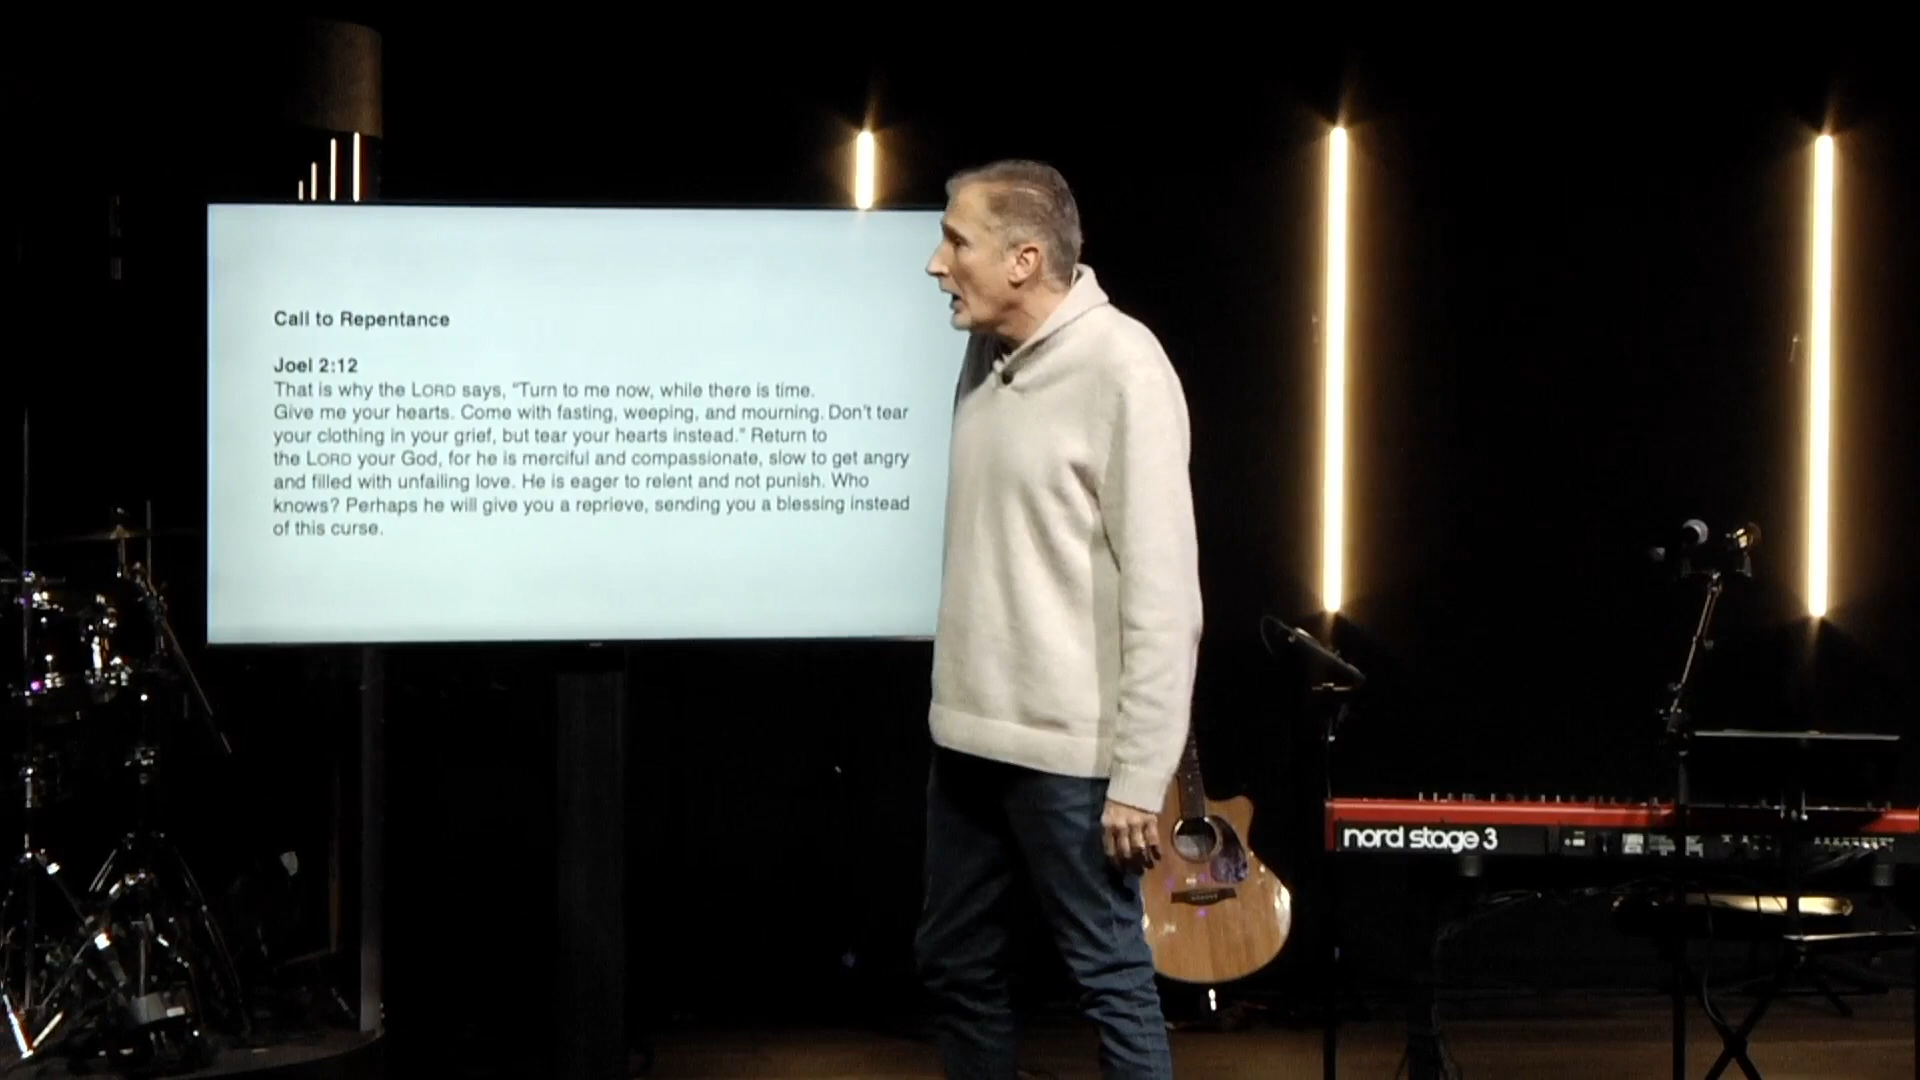 Call to Repentance
Joel 2:12
That is why the LORD says, "Turn to me now, while there is time.
Give me your hearts. Come with fasting, weeping, and mourning. Don't tear
your clothing in your grief, but tear your hearts instead." Return to
the LORD your God, for he is merciful and compassionate, slow to get angry
and filled with unfailing love. He is eager to relent and not punish. Who
knows? Perhaps he will give you a reprieve, sending you a blessing instead
of this curse.
nord stage 3